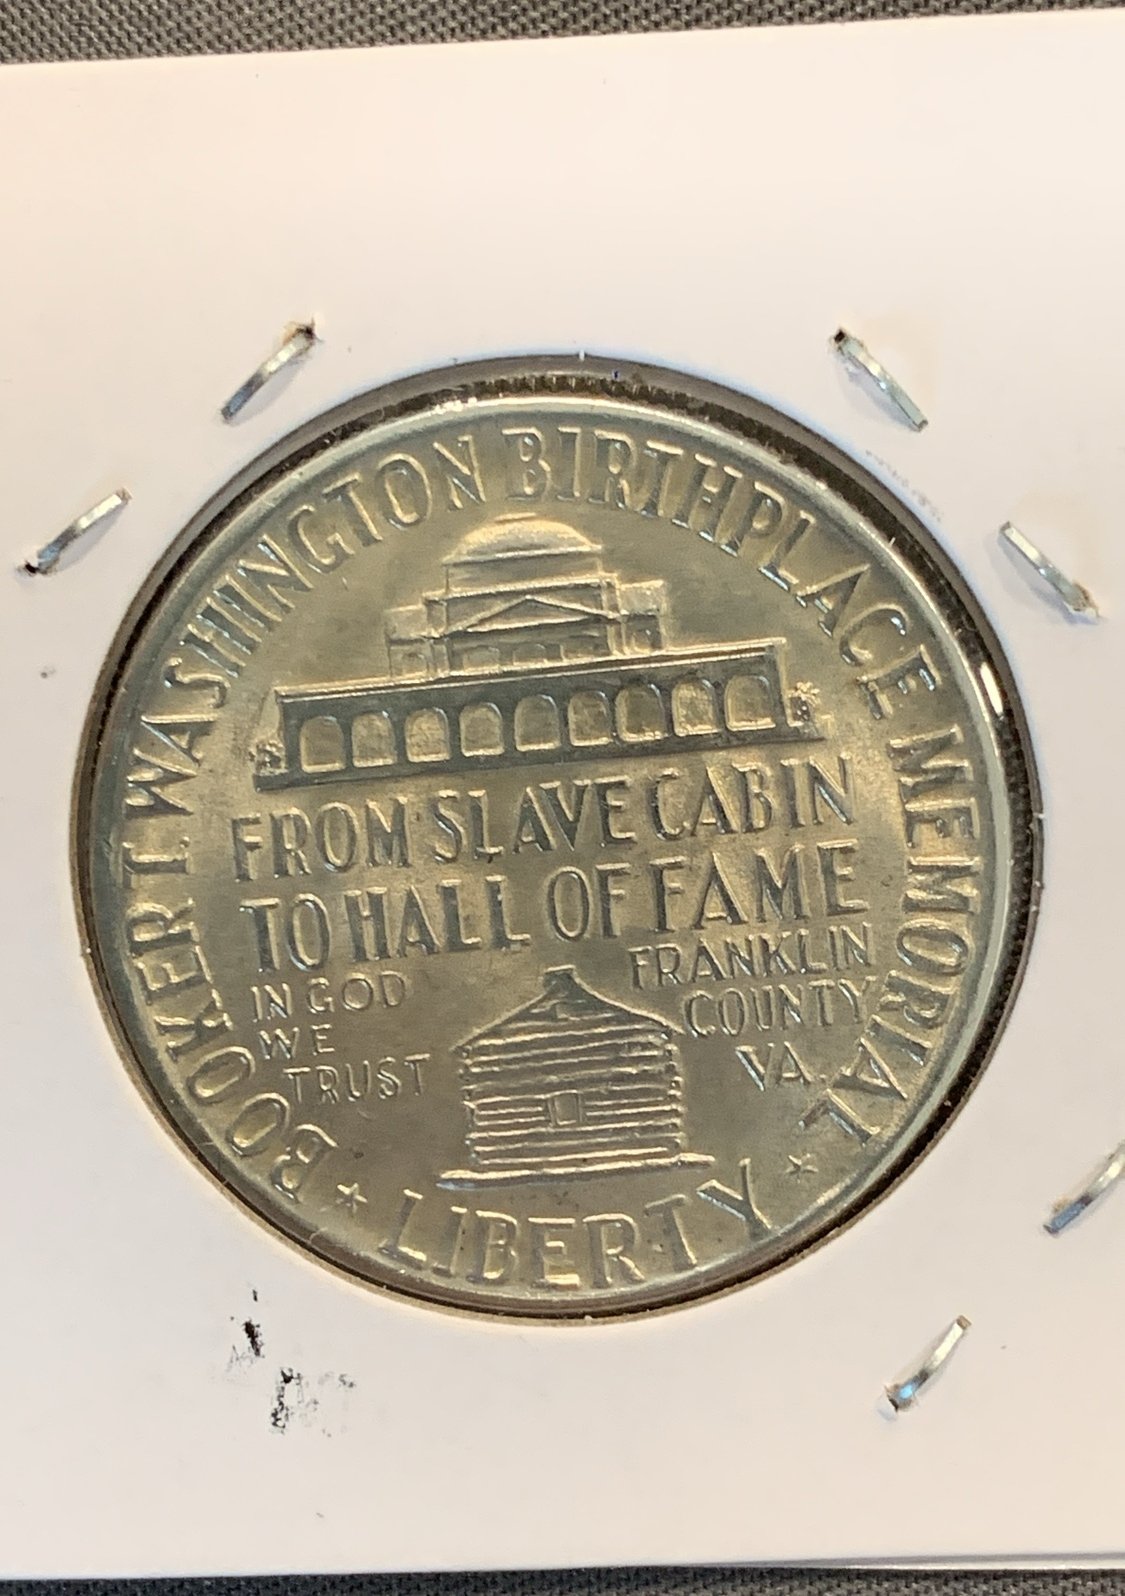 BOOKER T. WASHINGTON BIRTHPLACE MEMORIAL
FROM SLAVE CABIN
TO HALL OF FAME
IN GOD
WE
TRUST
FRANKLIN
COUNTY
VA.
LIBERTY